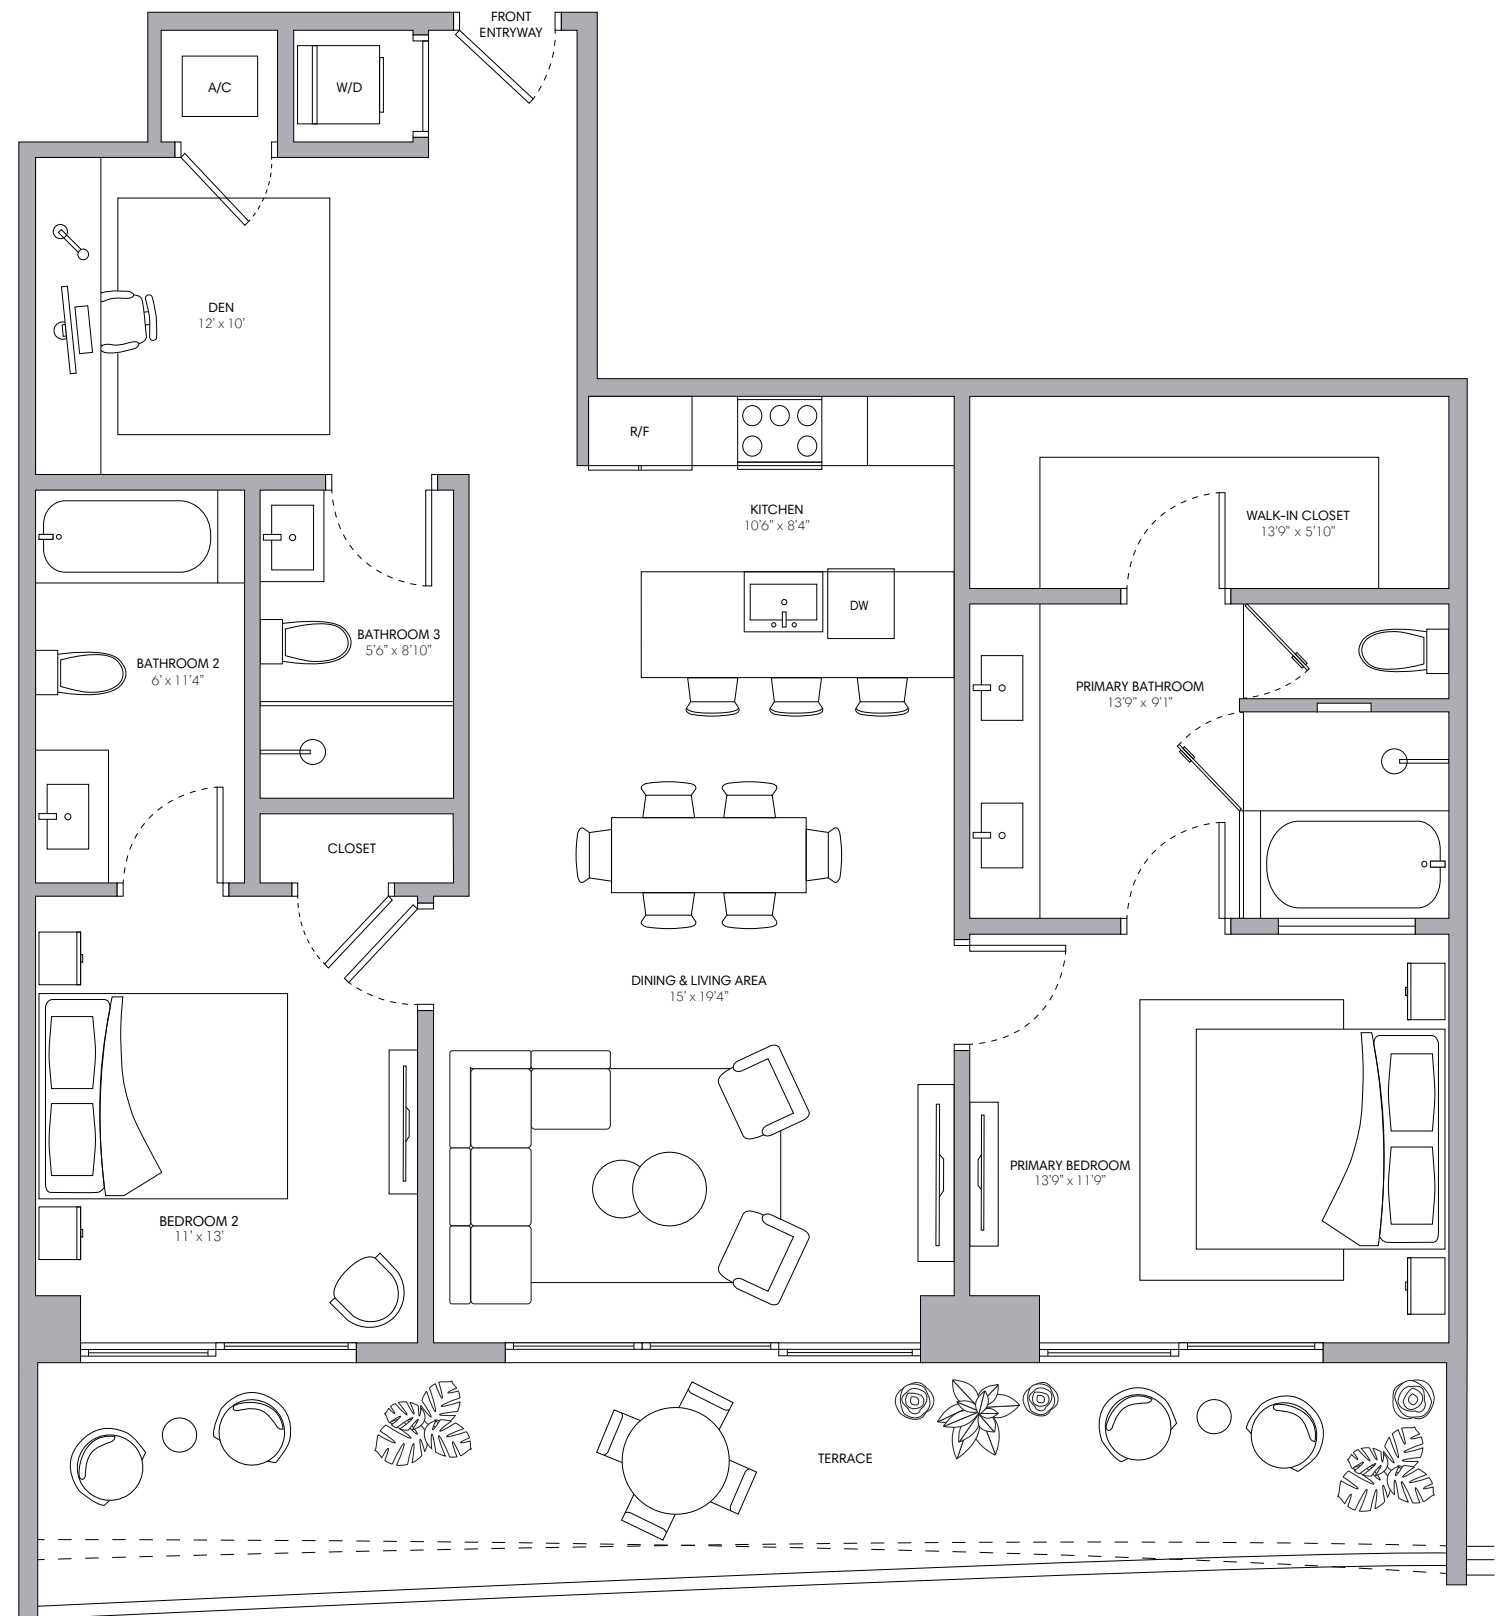 FRONT
ENTRYWAY
A/C
W/D
DEN
12' x 10'
R/F
KITCHEN
10'6" x 8'4"
WALK-IN CLOSET
13'9" x 5'10"
DW
BATHROOM 3
5'6" x 8'10"
BATHROOM 2
6' x 11'4"
PRIMARY BATHROOM
13'9" x 9'1"
CLOSET
DINING & LIVING AREA
15' x 19'4"
PRIMARY BEDROOM
13'9" x 11'9"
BEDROOM 2
11' x 13'
TERRACE